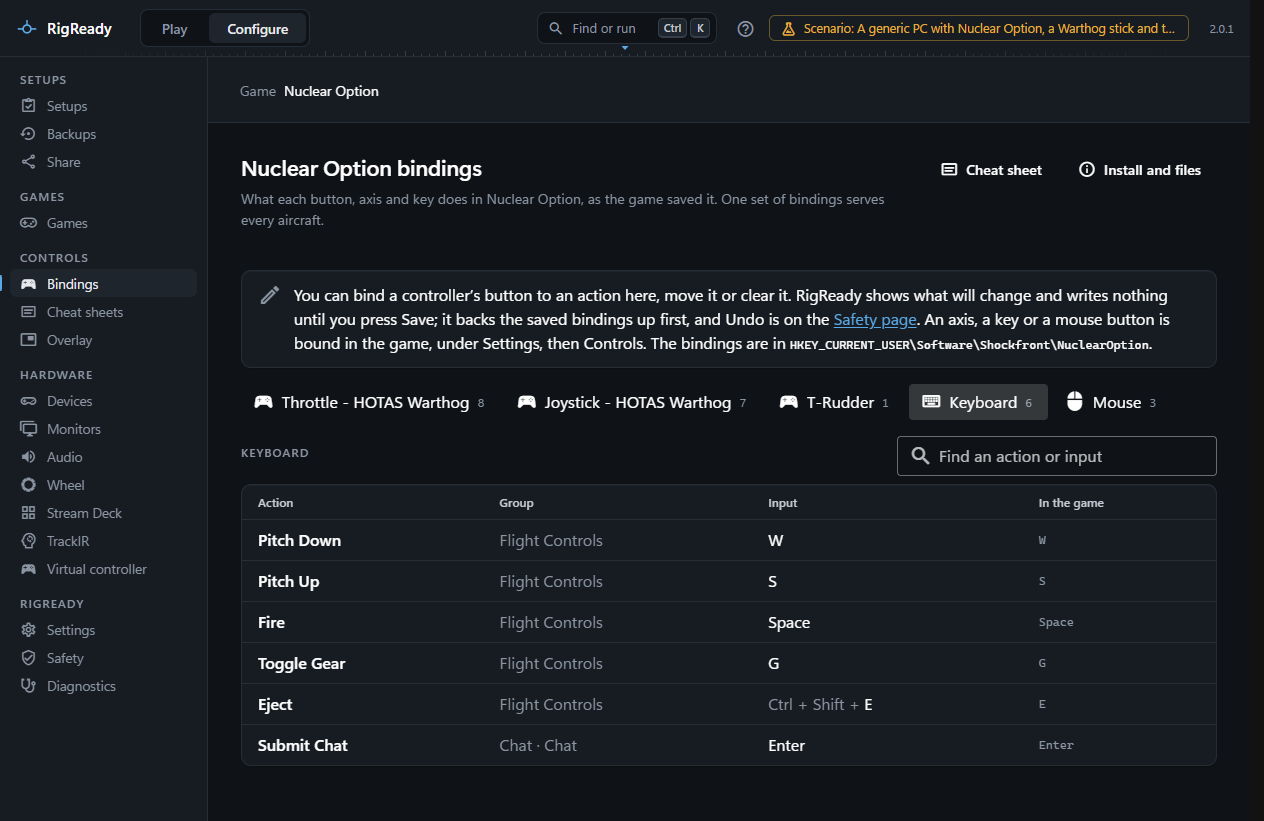 RigReady
Play
Configure
Find or run
Ctrl
K
Scenario: A generic PC with Nuclear Option, a Warthog stick and t...
2.0.1
SETUPS
Setups
Backups
Share
GAMES
Games
CONTROLS
Bindings
Cheat sheets
Overlay
HARDWARE
Devices
Monitors
Audio
Wheel
Stream Deck
TrackIR
Virtual controller
RIGREADY
Settings
Safety
Diagnostics
Game Nuclear Option
Nuclear Option bindings
What each button, axis and key does in Nuclear Option, as the game saved it. One set of bindings serves
every aircraft.
Cheat sheet
Install and files
You can bind a controller’s button to an action here, move it or clear it. RigReady shows what will change and writes nothing
until you press Save; it backs the saved bindings up first, and Undo is on the Safety page. An axis, a key or a mouse button is
bound in the game, under Settings, then Controls. The bindings are in HKEY_CURRENT_USER\Software\Shockfront\NuclearOption.
Throttle - HOTAS Warthog 8
Joystick - HOTAS Warthog 7
T-Rudder 1
Keyboard 6
Mouse 3
KEYBOARD
Find an action or input
Action Group Input In the game
Pitch Down Flight Controls W W
Pitch Up Flight Controls S S
Fire Flight Controls Space Space
Toggle Gear Flight Controls G G
Eject Flight Controls Ctrl + Shift + E E
Submit Chat Chat · Chat Enter Enter